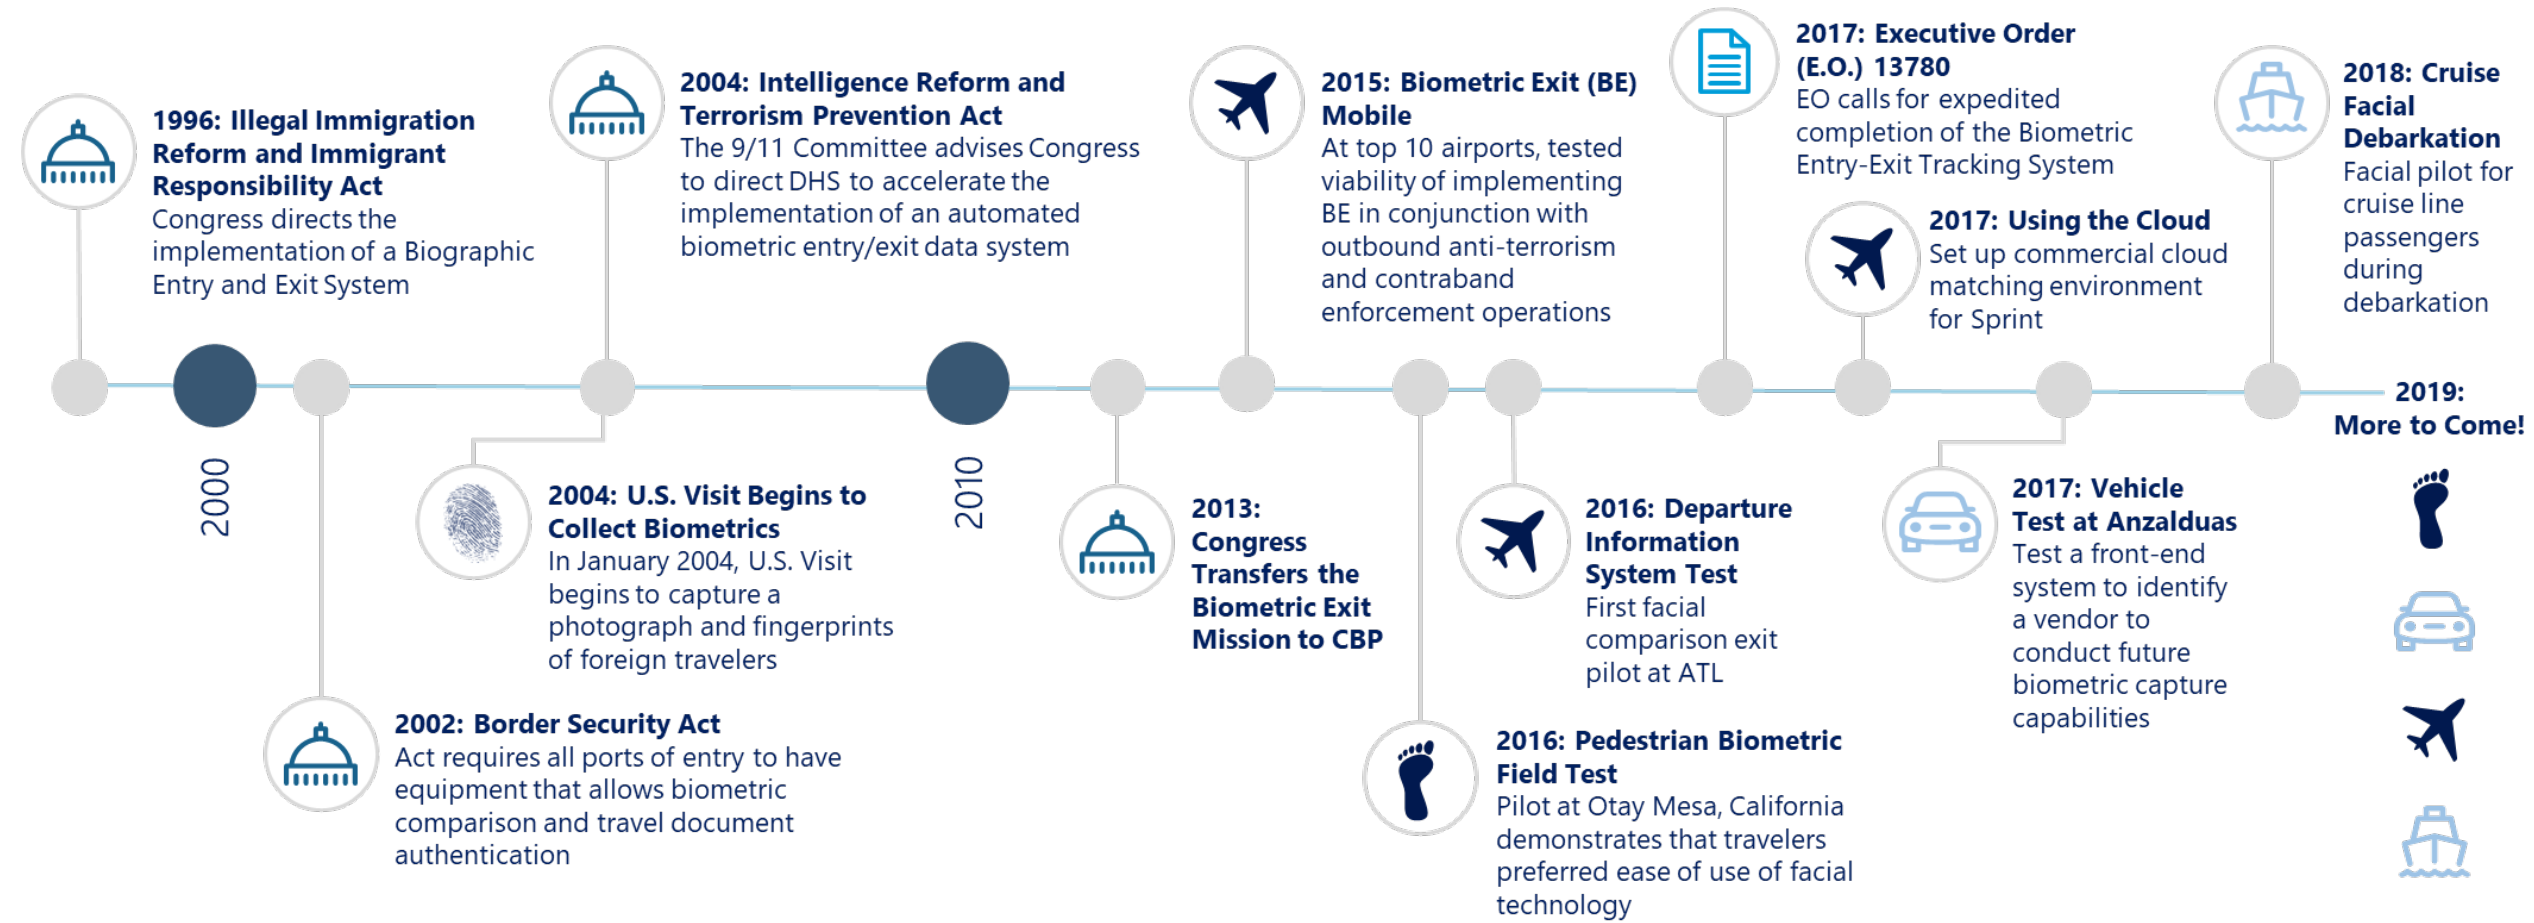 1996: Illegal Immigration
Reform and Immigrant
Responsibility Act
Congress directs the
implementation of a Biographic
Entry and Exit System
2004: Intelligence Reform and
Terrorism Prevention Act
The 9/11 Committee advises Congress
to direct DHS to accelerate the
implementation of an automated
biometric entry/exit data system
2015: Biometric Exit (BE)
Mobile
At top 10 airports, tested
viability of implementing
BE in conjunction with
outbound anti-terrorism
and contraband
enforcement operations
2017: Executive Order
(E.O.) 13780
EO calls for expedited
completion of the Biometric
Entry-Exit Tracking System
2017: Using the Cloud
Set up commercial cloud
matching environment
for Sprint
2018: Cruise
Facial
Debarkation
Facial pilot for
cruise line
passengers
during
debarkation
2000
2010
2019:
More to Come!
2002: Border Security Act
Act requires all ports of entry to have
equipment that allows biometric
comparison and travel document
authentication
2004: U.S. Visit Begins to
Collect Biometrics
In January 2004, U.S. Visit
begins to capture a
photograph and fingerprints
of foreign travelers
2013:
Congress
Transfers the
Biometric Exit
Mission to CBP
2016: Pedestrian Biometric
Field Test
Pilot at Otay Mesa, California
demonstrates that travelers
preferred ease of use of facial
technology
2016: Departure
Information
System Test
First facial
comparison exit
pilot at ATL
2017: Vehicle
Test at Anzalduas
Test a front-end
system to identify
a vendor to
conduct future
biometric capture
capabilities